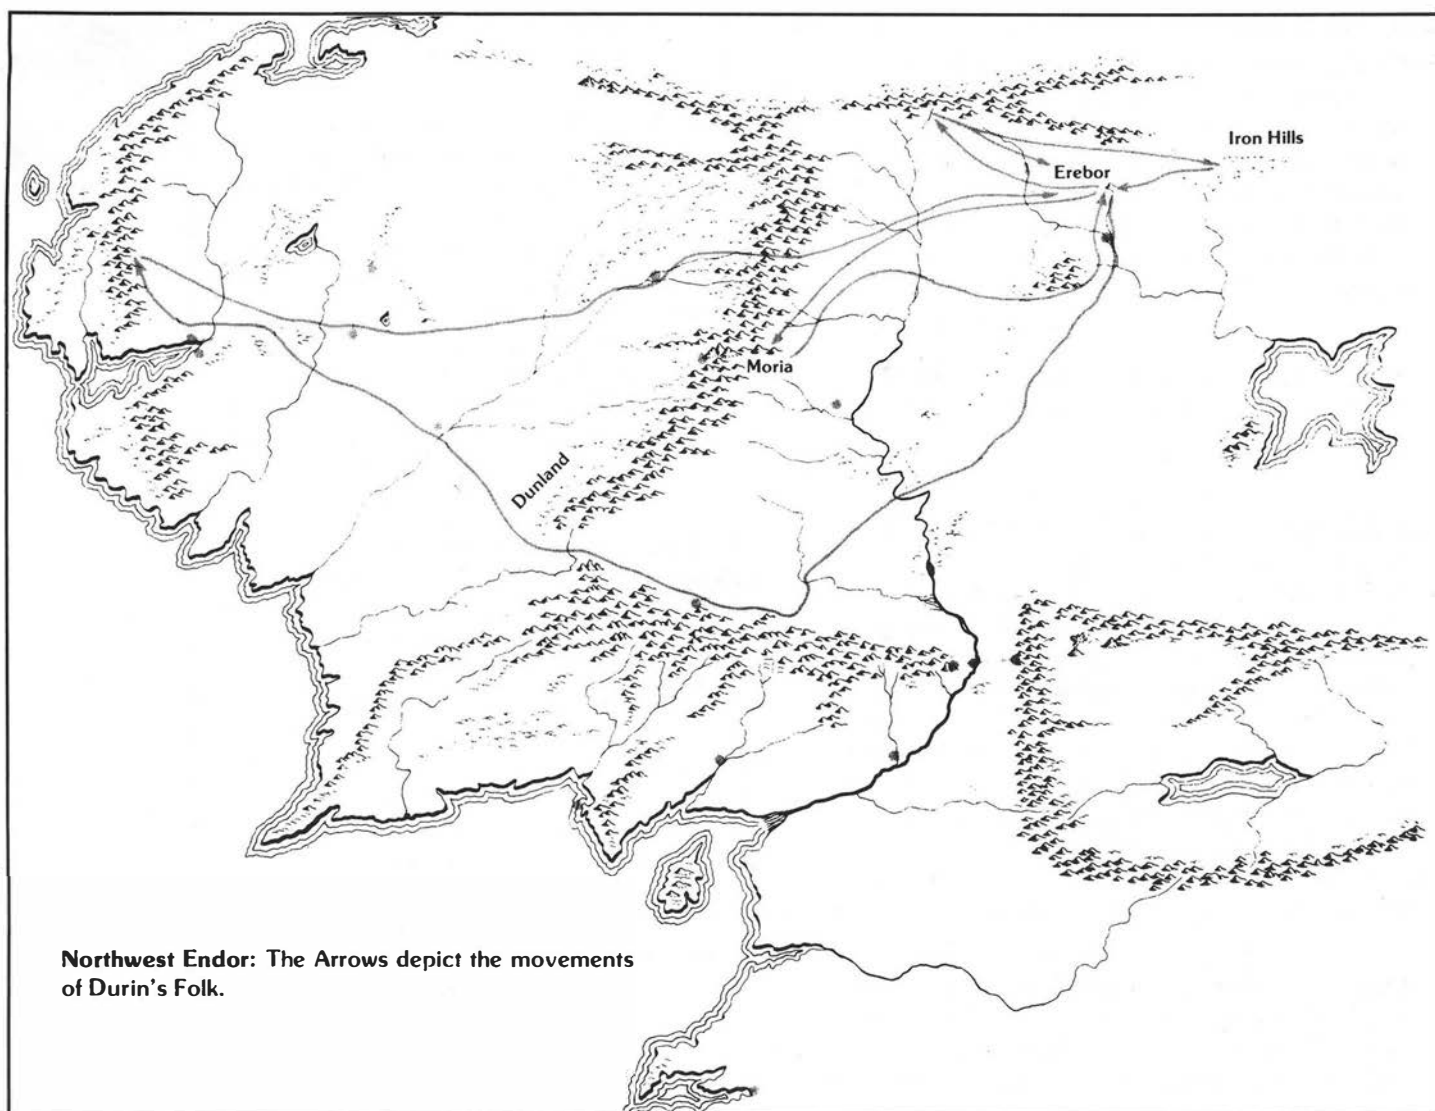 Iron Hills
Erebor
Moria
Dunland
Northwest Endor: The Arrows depict the movements
of Durin's Folk.